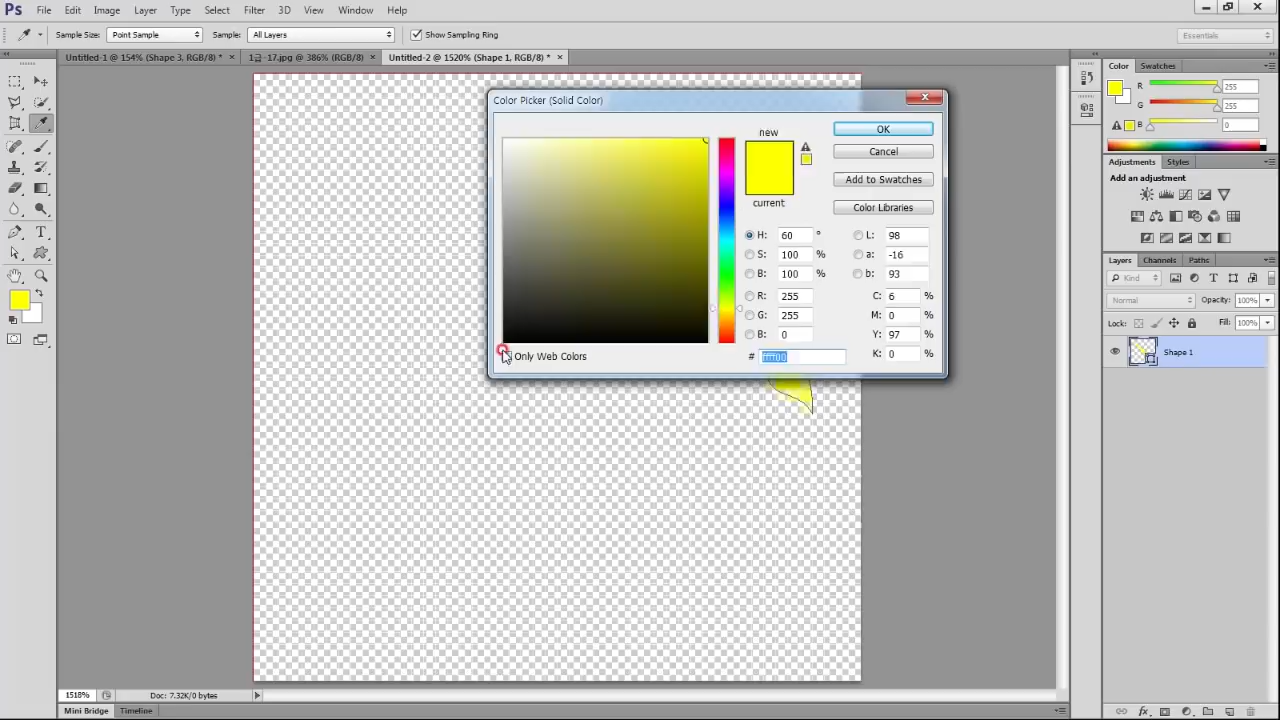 Ps File Edit Image Layer Type Select Filter 3D View Window Help
Sample Size: Point Sample Sample: All Layers Show Sampling Ring Essentials
Untitled-1 @ 154% (Shape 3, RGB/8) * × 1급-17.jpg @ 386% (RGB/8) × Untitled-2 @ 1520% (Shape 1, RGB/8) * ×
Color Picker (Solid Color)
new
current
OK
Cancel
Add to Swatches
Color Libraries
H: 60 ° L: 98
S: 100 % a: -16
B: 100 % b: 93
R: 255 C: 6 %
G: 255 M: 0 %
B: 0 Y: 97 %
Only Web Colors # ffff00 K: 0 %
Color Swatches
R 255
G 255
B 0
Adjustments Styles
Add an adjustment
Layers Channels Paths
Kind
Normal Opacity: 100%
Lock: Fill: 100%
Shape 1
1518% Doc: 7.32K/0 bytes
Mini Bridge Timeline